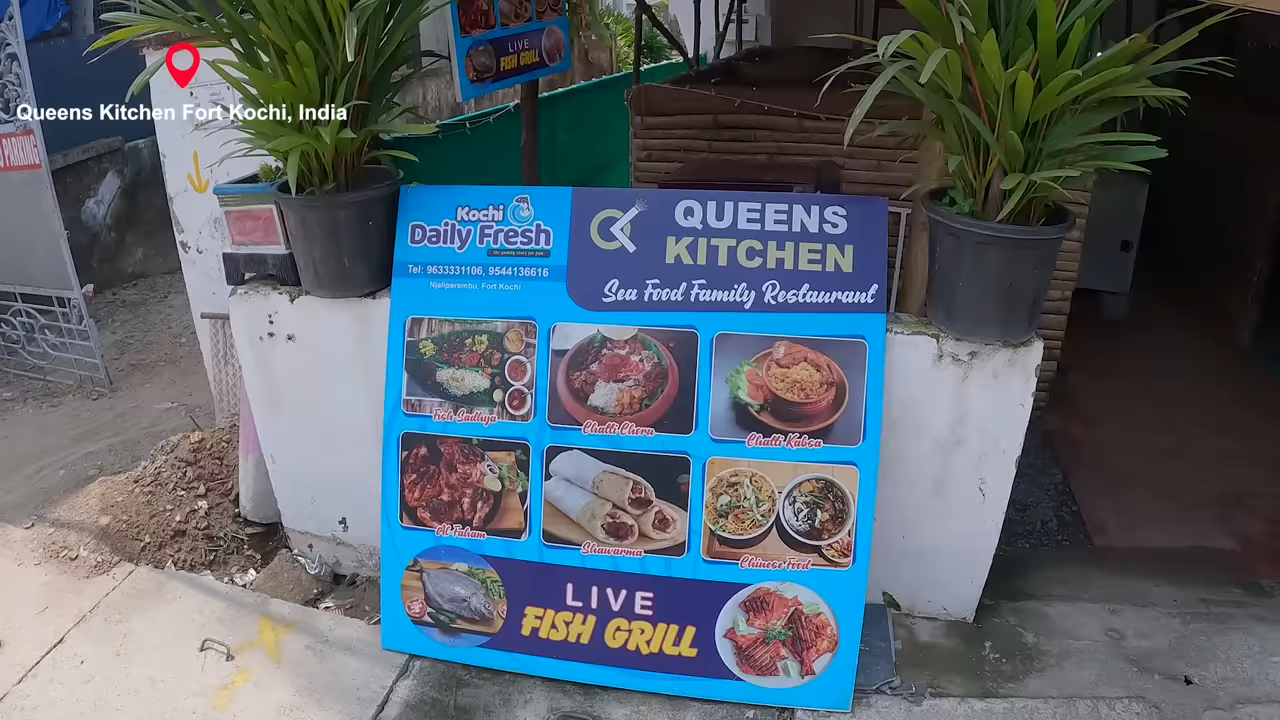 Queens Kitchen Fort Kochi, India
LIVE
FISH GRILL
PARKING
Kochi
Daily Fresh
the quality store for fish
Tel: 9633331106, 9544136616
Njaliparambu, Fort Kochi
QUEENS
KITCHEN
Sea Food Family Restaurant
Fish Sadhya
Chatti Choru
Chatti Kabsa
Al Faham
Shawarma
Chinese Food
LIVE
FISH GRILL